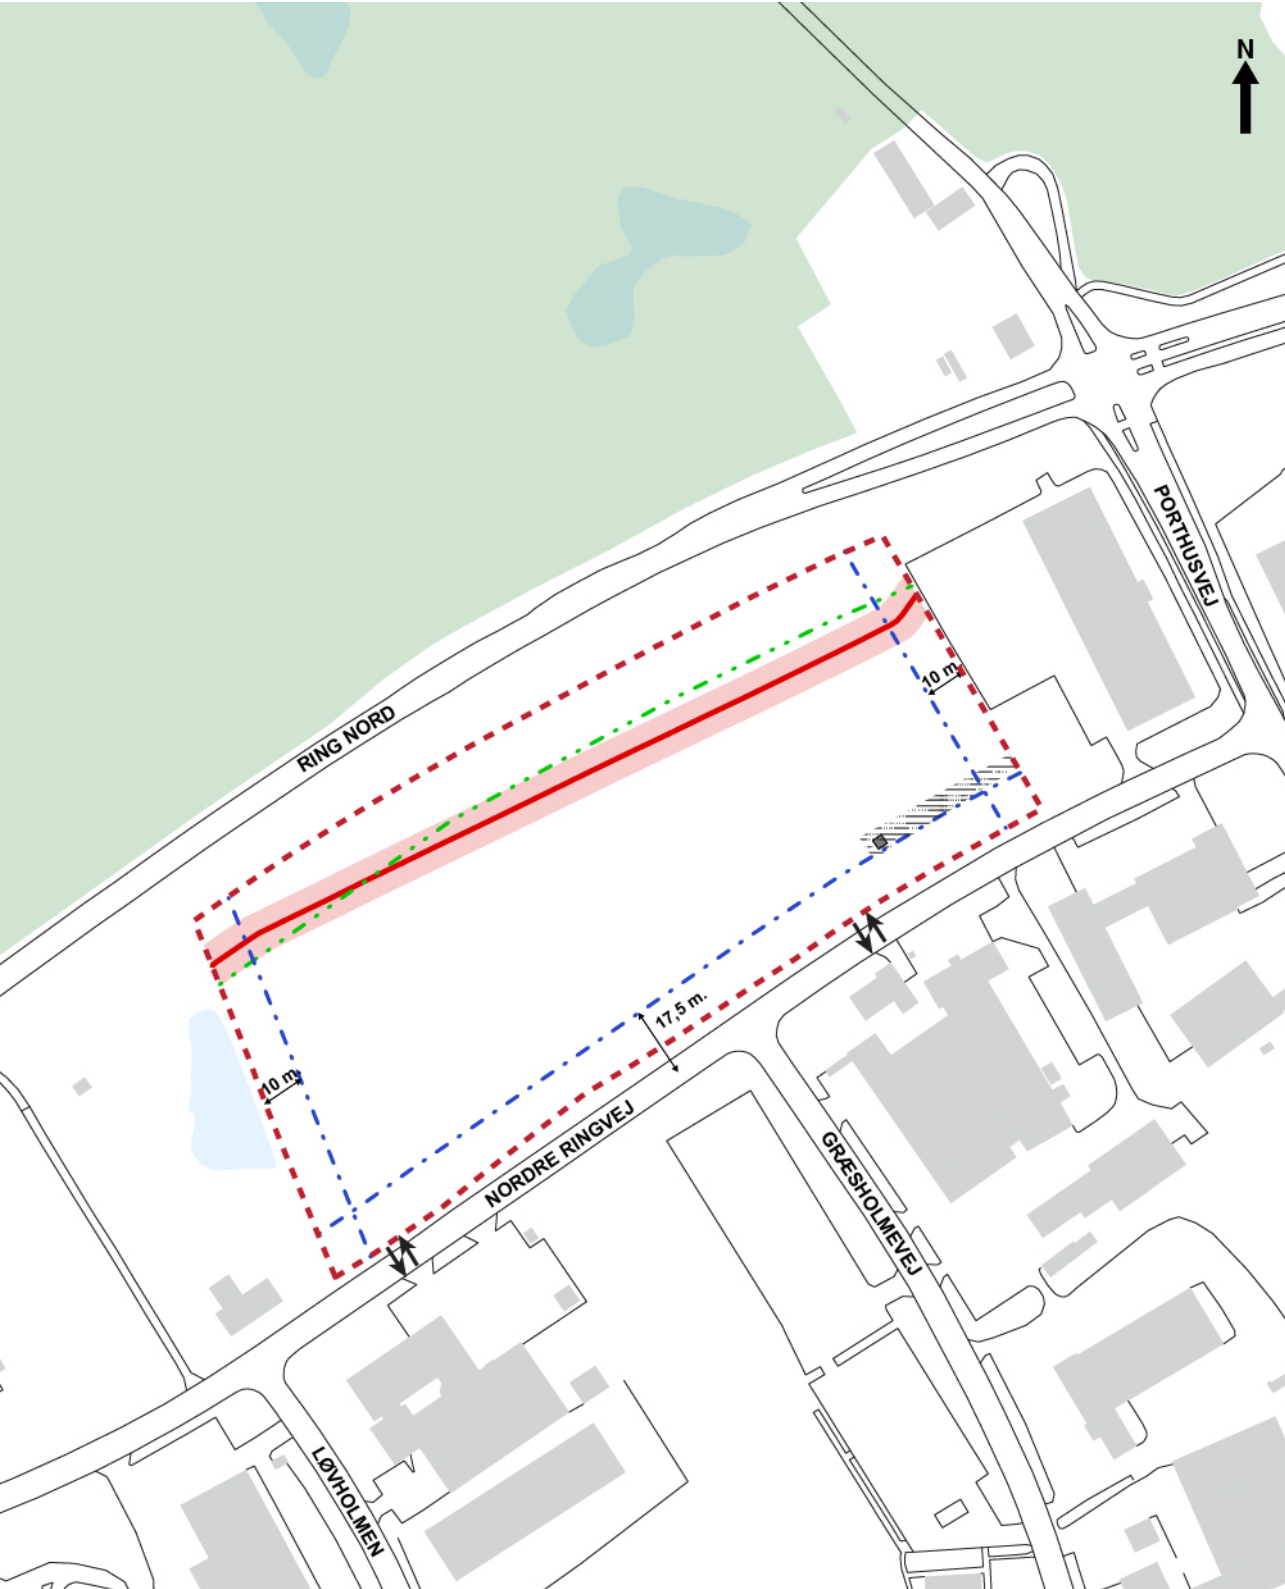 N
PORTHUSVEJ
10 m.
RING NORD
17,5 m.
10 m.
NORDRE RINGVEJ
GRÆSHOLMEVEJ
LØVHOLMEN